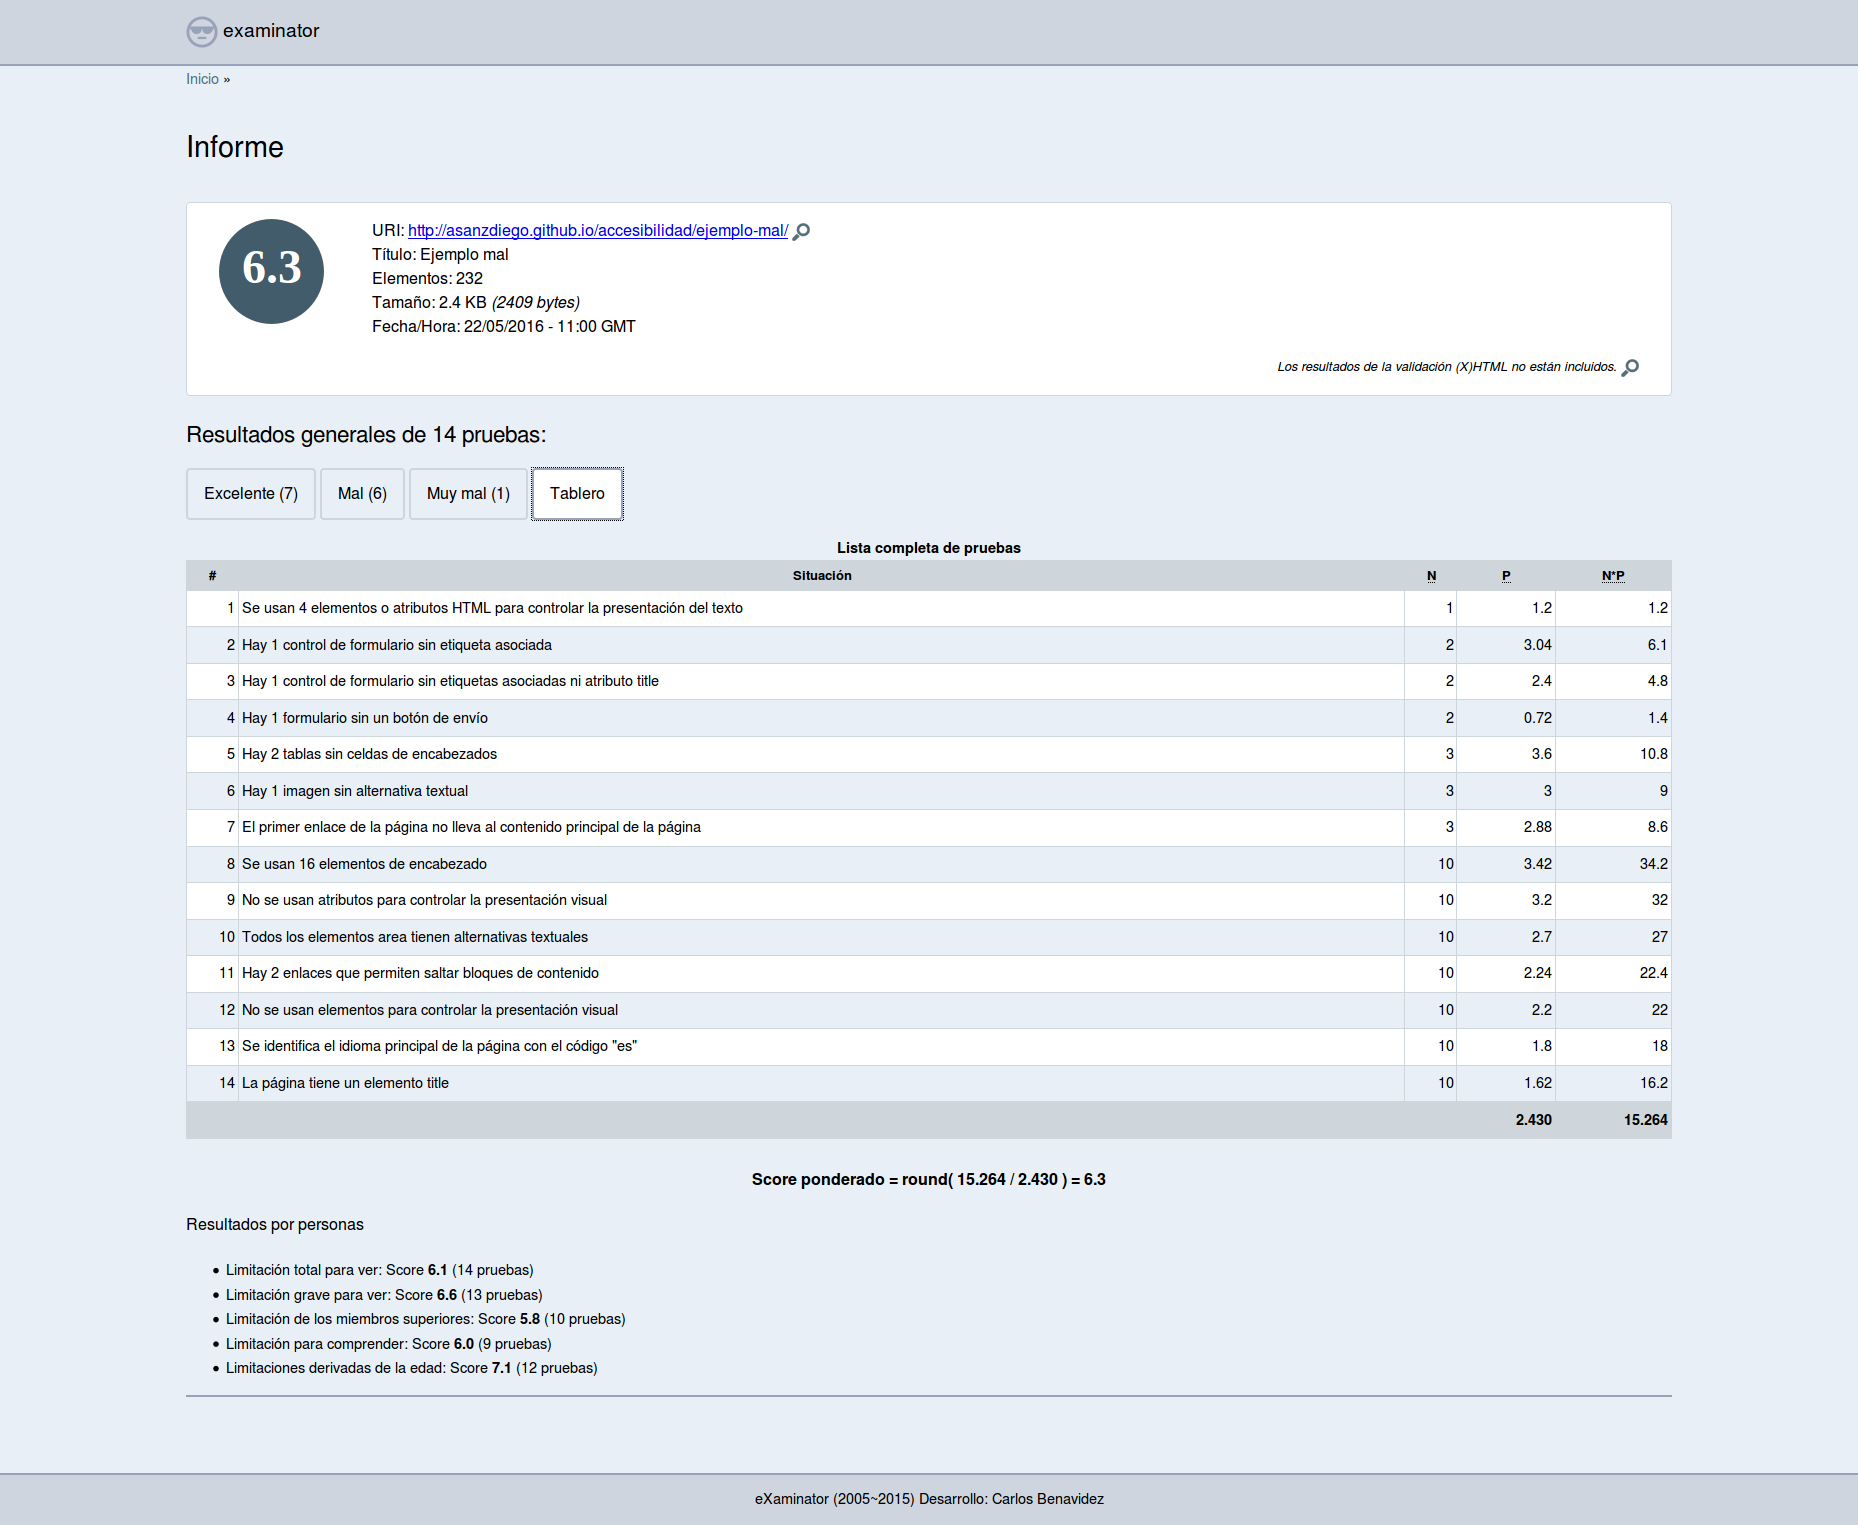 examinator
Inicio »
Informe
6.3
URI: http://asanzdiego.github.io/accesibilidad/ejemplo-mal/
Título: Ejemplo mal
Elementos: 232
Tamaño: 2.4 KB (2409 bytes)
Fecha/Hora: 22/05/2016 - 11:00 GMT
Los resultados de la validación (X)HTML no están incluidos.
Resultados generales de 14 pruebas:
Excelente (7) Mal (6) Muy mal (1) Tablero
Lista completa de pruebas
# Situación N P N*P
1 Se usan 4 elementos o atributos HTML para controlar la presentación del texto 1 1.2 1.2
2 Hay 1 control de formulario sin etiqueta asociada 2 3.04 6.1
3 Hay 1 control de formulario sin etiquetas asociadas ni atributo title 2 2.4 4.8
4 Hay 1 formulario sin un botón de envío 2 0.72 1.4
5 Hay 2 tablas sin celdas de encabezados 3 3.6 10.8
6 Hay 1 imagen sin alternativa textual 3 3 9
7 El primer enlace de la página no lleva al contenido principal de la página 3 2.88 8.6
8 Se usan 16 elementos de encabezado 10 3.42 34.2
9 No se usan atributos para controlar la presentación visual 10 3.2 32
10 Todos los elementos area tienen alternativas textuales 10 2.7 27
11 Hay 2 enlaces que permiten saltar bloques de contenido 10 2.24 22.4
12 No se usan elementos para controlar la presentación visual 10 2.2 22
13 Se identifica el idioma principal de la página con el código "es" 10 1.8 18
14 La página tiene un elemento title 10 1.62 16.2
2.430 15.264
Score ponderado = round( 15.264 / 2.430 ) = 6.3
Resultados por personas
• Limitación total para ver: Score 6.1 (14 pruebas)
• Limitación grave para ver: Score 6.6 (13 pruebas)
• Limitación de los miembros superiores: Score 5.8 (10 pruebas)
• Limitación para comprender: Score 6.0 (9 pruebas)
• Limitaciones derivadas de la edad: Score 7.1 (12 pruebas)
eXaminator (2005~2015) Desarrollo: Carlos Benavidez